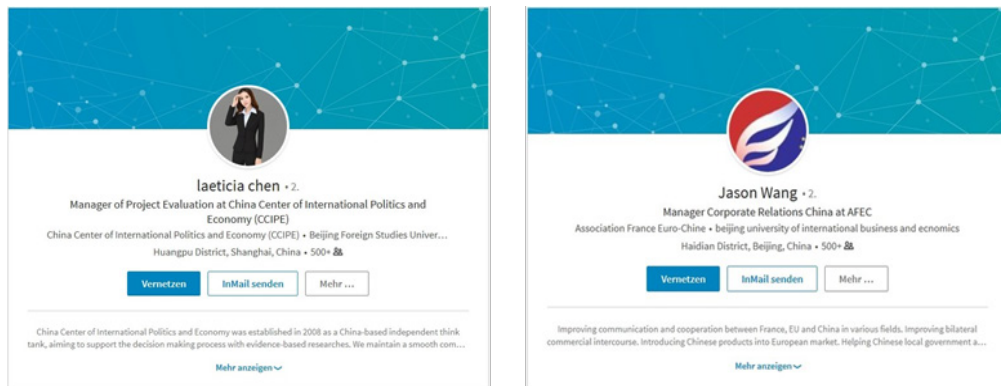 laeticia chen • 2.
Manager of Project Evaluation at China Center of International Politics and
Economy (CCIPE)
China Center of International Politics and Economy (CCIPE) • Beijing Foreign Studies Univer...
Huangpu District, Shanghai, China • 500+
Vernetzen
InMail senden
Mehr ...
China Center of International Politics and Economy was established in 2008 as a China-based independent think
tank, aiming to support the decision making process with evidence-based researches. We maintain a smooth com...
Mehr anzeigen
Jason Wang • 2.
Manager Corporate Relations China at AFEC
Association France Euro-Chine • beijing university of international business and ecnomics
Haidian District, Beijing, China • 500+
Vernetzen
InMail senden
Mehr ...
Improving communication and cooperation between France, EU and China in various fields. Improving bilateral
commercial intercourse. Introducing Chinese products into European market. Helping Chinese local government a...
Mehr anzeigen